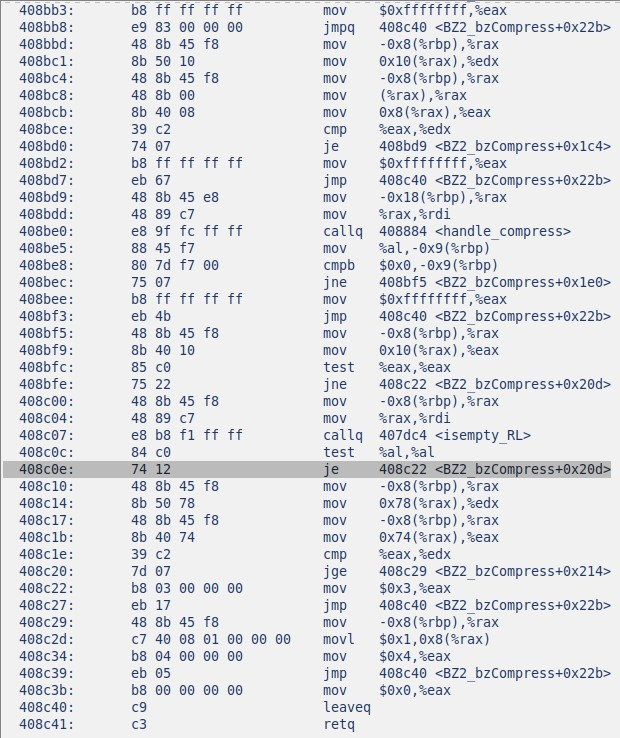 408bb3: b8 ff ff ff ff mov $0xffffffff,%eax
408bb8: e9 83 00 00 00 jmpq 408c40 <BZ2_bzCompress+0x22b>
408bbd: 48 8b 45 f8 mov -0x8(%rbp),%rax
408bc1: 8b 50 10 mov 0x10(%rax),%edx
408bc4: 48 8b 45 f8 mov -0x8(%rbp),%rax
408bc8: 48 8b 00 mov (%rax),%rax
408bcb: 8b 40 08 mov 0x8(%rax),%eax
408bce: 39 c2 cmp %eax,%edx
408bd0: 74 07 je 408bd9 <BZ2_bzCompress+0x1c4>
408bd2: b8 ff ff ff ff mov $0xffffffff,%eax
408bd7: eb 67 jmp 408c40 <BZ2_bzCompress+0x22b>
408bd9: 48 8b 45 e8 mov -0x18(%rbp),%rax
408bdd: 48 89 c7 mov %rax,%rdi
408be0: e8 9f fc ff ff callq 408884 <handle_compress>
408be5: 88 45 f7 mov %al,-0x9(%rbp)
408be8: 80 7d f7 00 cmpb $0x0,-0x9(%rbp)
408bec: 75 07 jne 408bf5 <BZ2_bzCompress+0x1e0>
408bee: b8 ff ff ff ff mov $0xffffffff,%eax
408bf3: eb 4b jmp 408c40 <BZ2_bzCompress+0x22b>
408bf5: 48 8b 45 f8 mov -0x8(%rbp),%rax
408bf9: 8b 40 10 mov 0x10(%rax),%eax
408bfc: 85 c0 test %eax,%eax
408bfe: 75 22 jne 408c22 <BZ2_bzCompress+0x20d>
408c00: 48 8b 45 f8 mov -0x8(%rbp),%rax
408c04: 48 89 c7 mov %rax,%rdi
408c07: e8 b8 f1 ff ff callq 407dc4 <isempty_RL>
408c0c: 84 c0 test %al,%al
408c0e: 74 12 je 408c22 <BZ2_bzCompress+0x20d>
408c10: 48 8b 45 f8 mov -0x8(%rbp),%rax
408c14: 8b 50 78 mov 0x78(%rax),%edx
408c17: 48 8b 45 f8 mov -0x8(%rbp),%rax
408c1b: 8b 40 74 mov 0x74(%rax),%eax
408c1e: 39 c2 cmp %eax,%edx
408c20: 7d 07 jge 408c29 <BZ2_bzCompress+0x214>
408c22: b8 03 00 00 00 mov $0x3,%eax
408c27: eb 17 jmp 408c40 <BZ2_bzCompress+0x22b>
408c29: 48 8b 45 f8 mov -0x8(%rbp),%rax
408c2d: c7 40 08 01 00 00 00 movl $0x1,0x8(%rax)
408c34: b8 04 00 00 00 mov $0x4,%eax
408c39: eb 05 jmp 408c40 <BZ2_bzCompress+0x22b>
408c3b: b8 00 00 00 00 mov $0x0,%eax
408c40: c9 leaveq
408c41: c3 retq